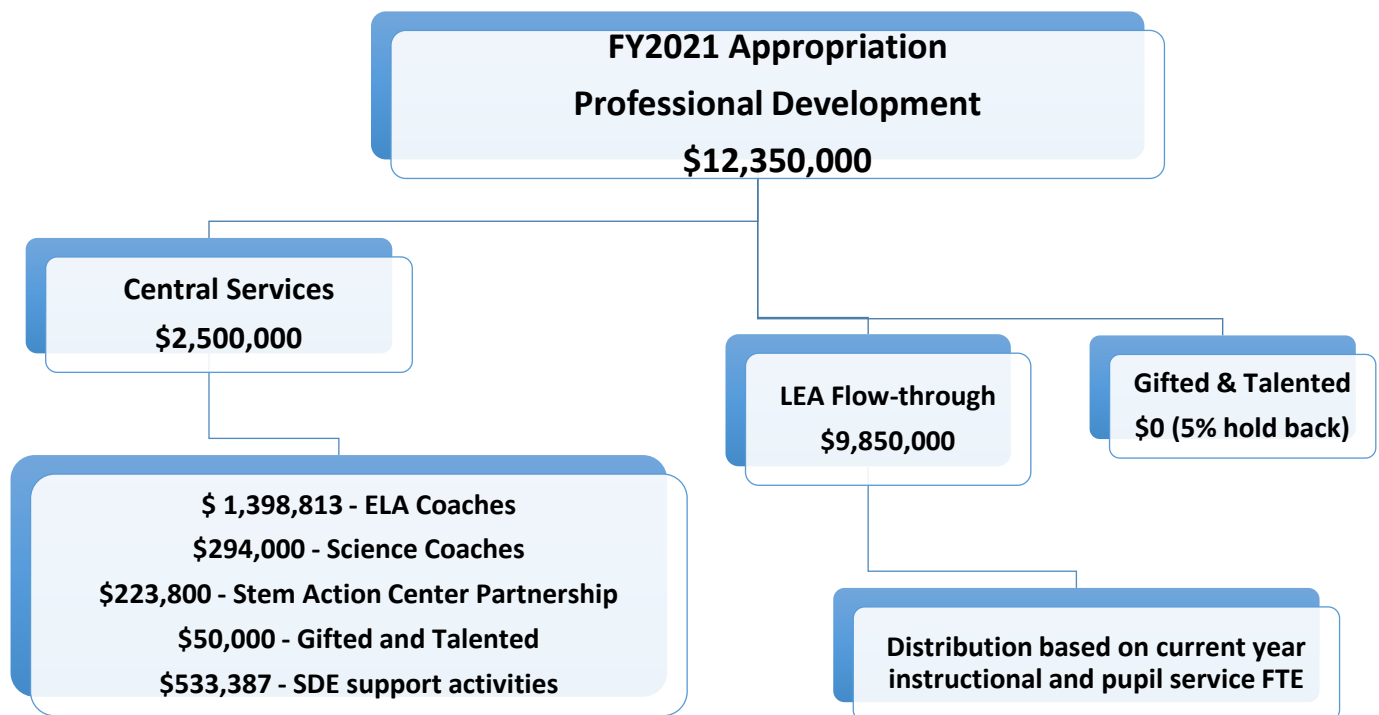 FY2021 Appropriation
Professional Development
$12,350,000
Central Services
$2,500,000
LEA Flow-through
$9,850,000
Gifted & Talented
$0 (5% hold back)
$ 1,398,813 - ELA Coaches
$294,000 - Science Coaches
$223,800 - Stem Action Center Partnership
$50,000 - Gifted and Talented
$533,387 - SDE support activities
Distribution based on current year
instructional and pupil service FTE